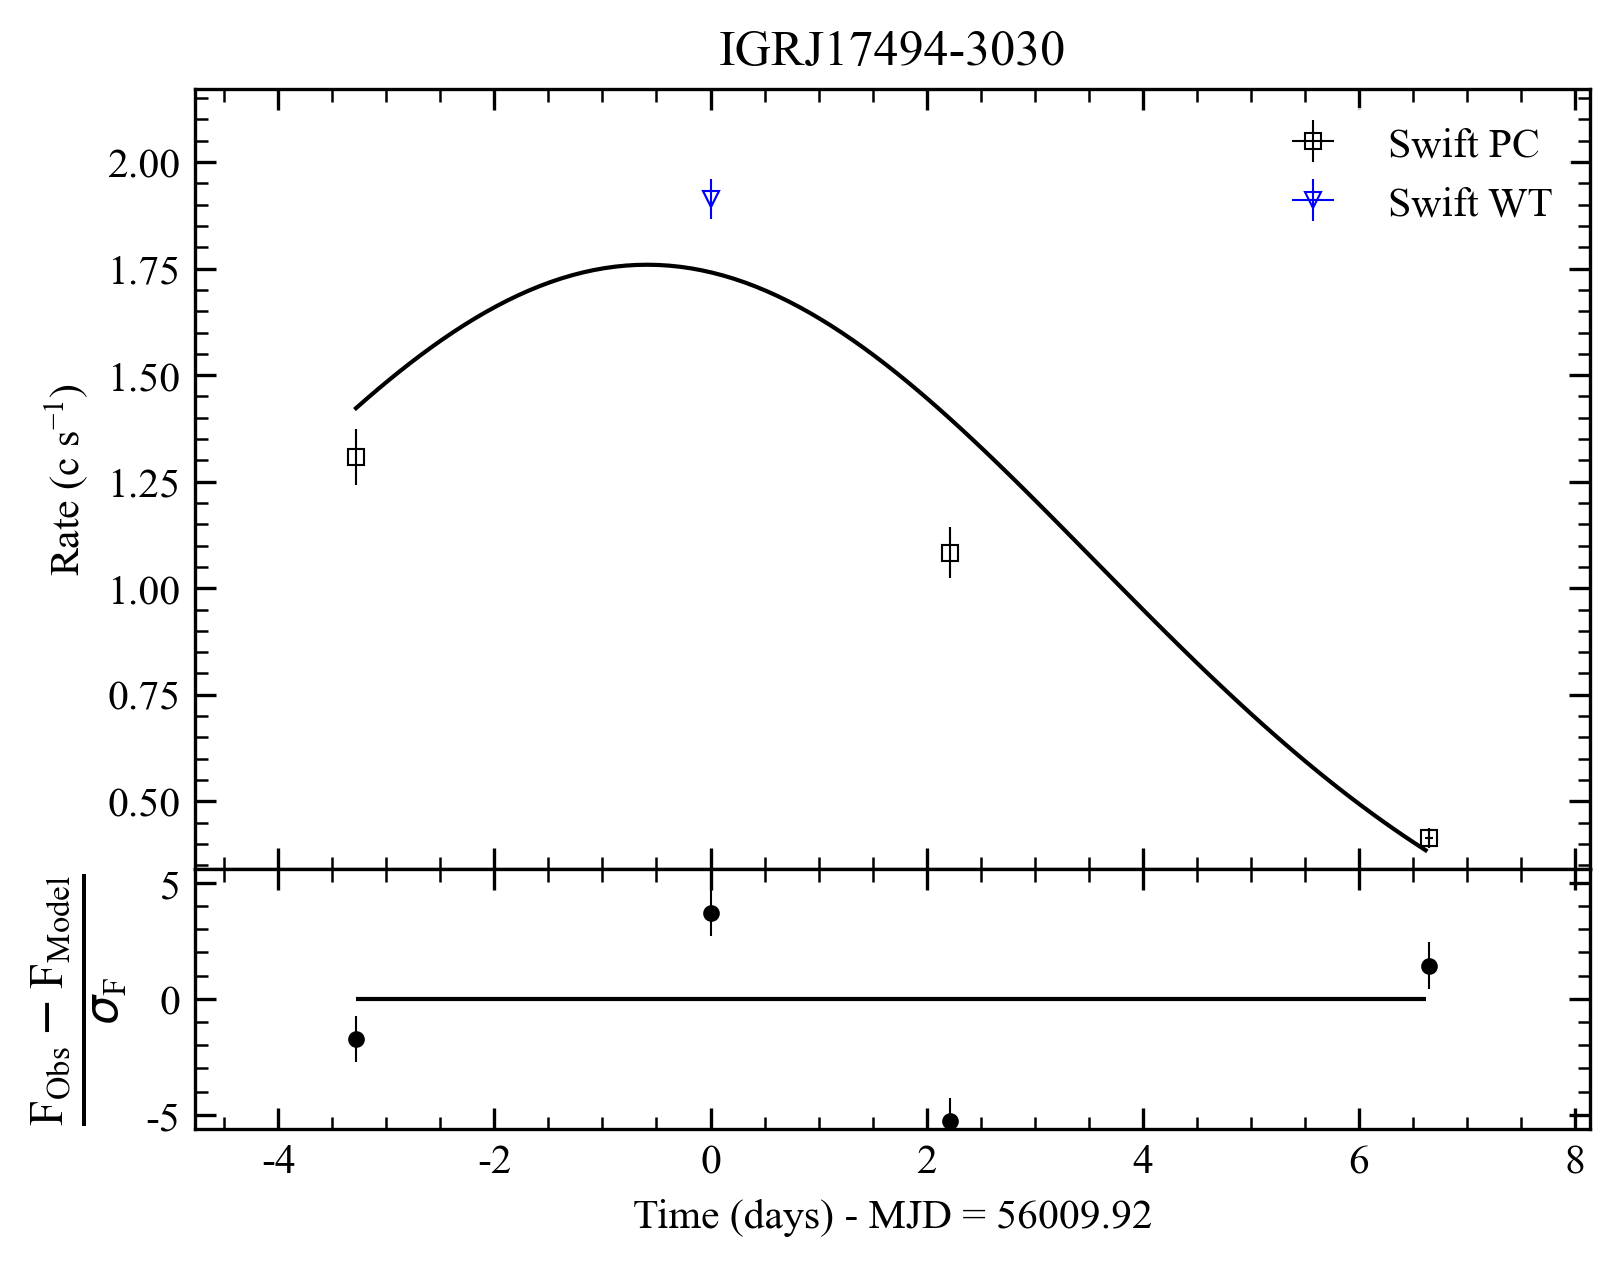 IGRJ17494-3030
Swift PC
Swift WT
2.00
1.75
1.50
1.25
1.00
0.75
0.50
Rate (c s⁻¹)
5
0
-5
F_Obs − F_Model
σ_F
-4 -2 0 2 4 6 8
Time (days) - MJD = 56009.92